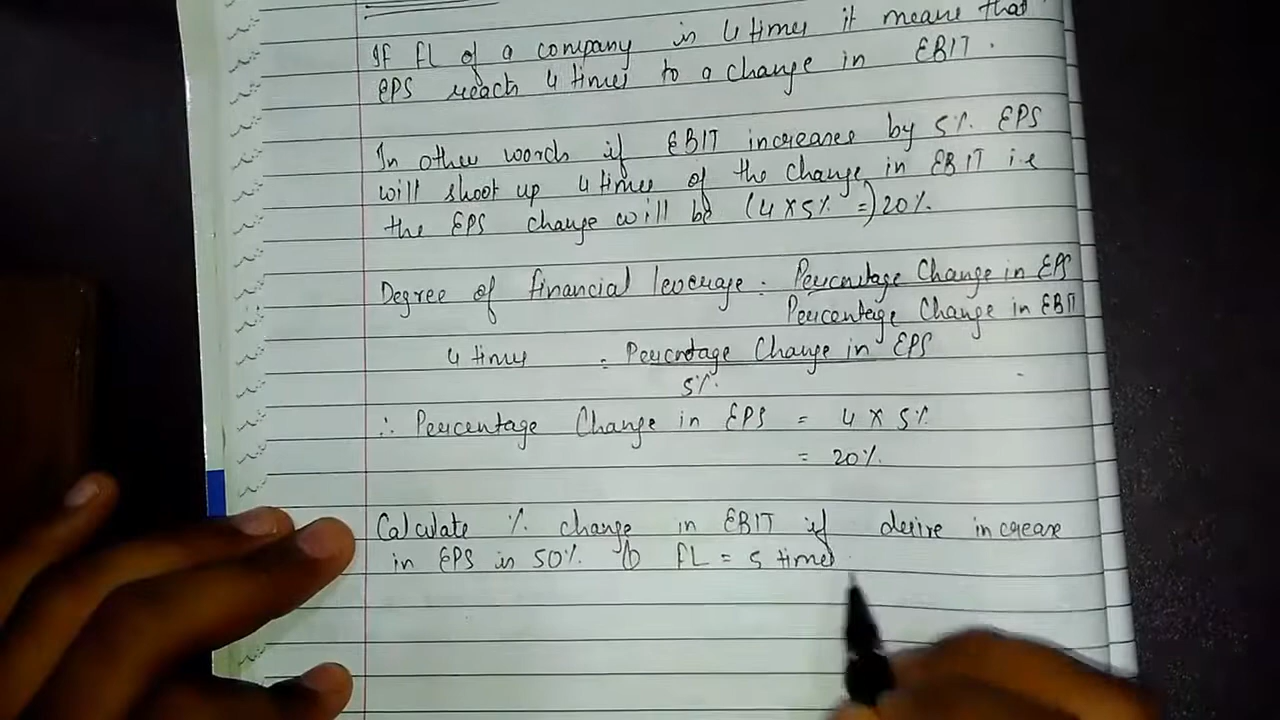 If FL of a company is 4 times it means that
EPS reach 4 times to a change in EBIT.
In other words if EBIT increases by 5% EPS
will shoot up 4 times of the change in EBIT i.e
the EPS change will be (4 X 5% =) 20%.
Degree of financial leverage = Percentage Change in EPS
Percentage Change in EBIT
4 times = Percentage Change in EPS
5%.
∴ Percentage Change in EPS = 4 X 5%
= 20%.
Calculate % change in EBIT if desire increase
in EPS is 50% & FL = 5 times.